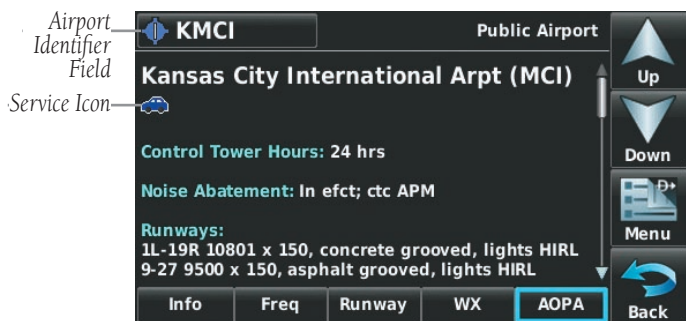 Airport
Identifier
Field
Service Icon
KMCI
Public Airport
Kansas City International Arpt (MCI)
Control Tower Hours: 24 hrs
Noise Abatement: In efct; ctc APM
Runways:
1L-19R 10801 x 150, concrete grooved, lights HIRL
9-27 9500 x 150, asphalt grooved, lights HIRL
Info
Freq
Runway
WX
AOPA
Up
Down
D
Menu
Back